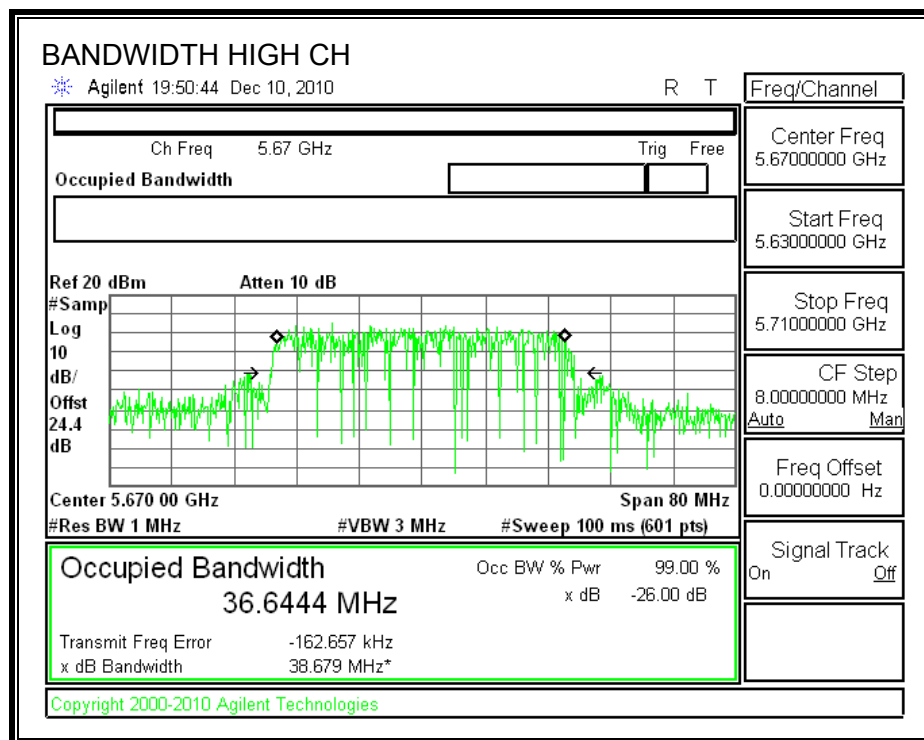 BANDWIDTH HIGH CH
Agilent 19:50:44 Dec 10, 2010 R T
Ch Freq 5.67 GHz Trig Free
Occupied Bandwidth
Ref 20 dBm Atten 10 dB
#Samp
Log
10
dB/
Offst
24.4
dB
Center 5.670 00 GHz Span 80 MHz
#Res BW 1 MHz #VBW 3 MHz #Sweep 100 ms (601 pts)
Occupied Bandwidth Occ BW % Pwr 99.00 %
36.6444 MHz x dB -26.00 dB
Transmit Freq Error -162.657 kHz
x dB Bandwidth 38.679 MHz*
Copyright 2000-2010 Agilent Technologies
Freq/Channel
Center Freq
5.67000000 GHz
Start Freq
5.63000000 GHz
Stop Freq
5.71000000 GHz
CF Step
8.00000000 MHz
Auto Man
Freq Offset
0.00000000 Hz
Signal Track
On Off